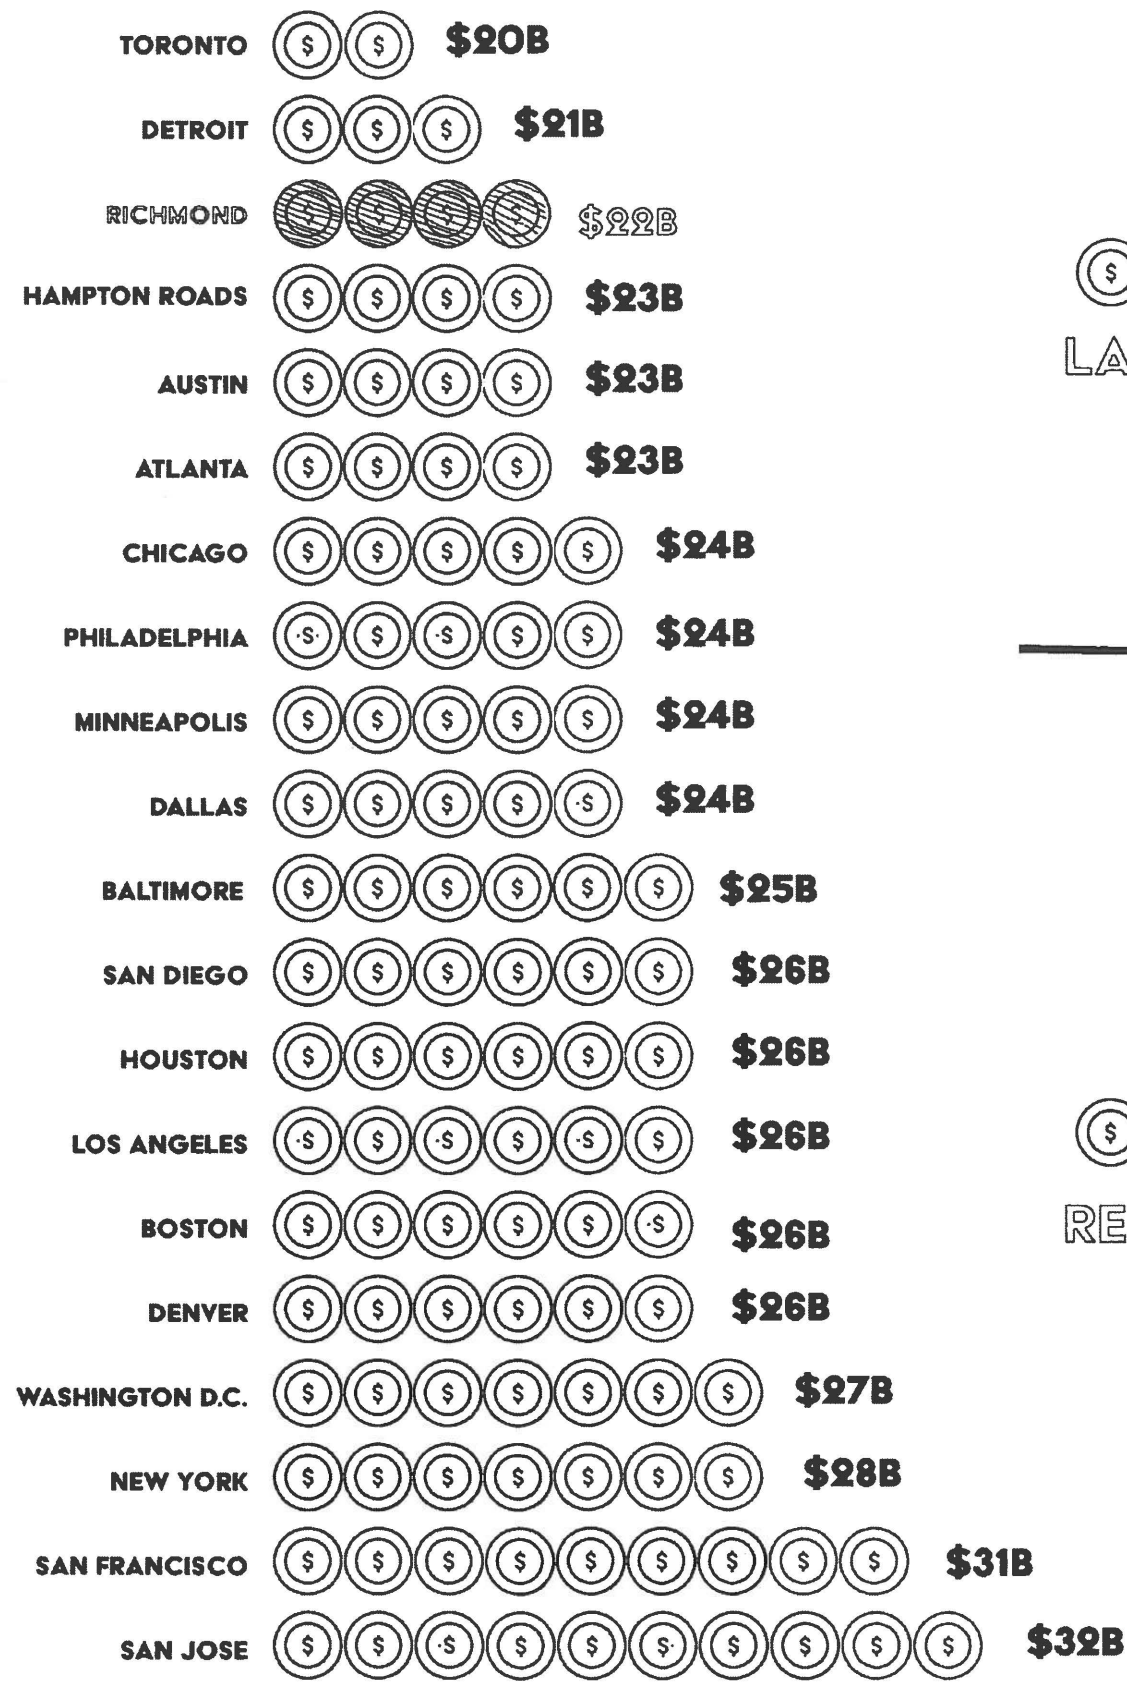 TORONTO $20B
DETROIT $21B
RICHMOND $22B
HAMPTON ROADS $23B
AUSTIN $23B
ATLANTA $23B
CHICAGO $24B
PHILADELPHIA $24B
MINNEAPOLIS $24B
DALLAS $24B
BALTIMORE $25B
SAN DIEGO $26B
HOUSTON $26B
LOS ANGELES $26B
BOSTON $26B
DENVER $26B
WASHINGTON D.C. $27B
NEW YORK $28B
SAN FRANCISCO $31B
SAN JOSE $32B
LA
RE